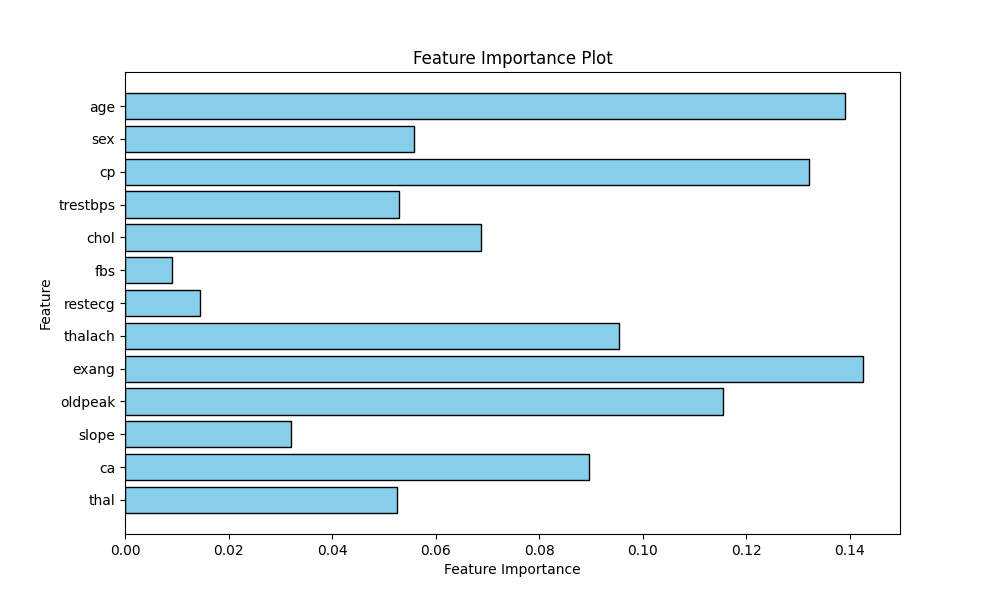 Feature Importance Plot
age
sex
cp
trestbps
chol
fbs
restecg
thalach
exang
oldpeak
slope
ca
thal
Feature
0.00 0.02 0.04 0.06 0.08 0.10 0.12 0.14
Feature Importance